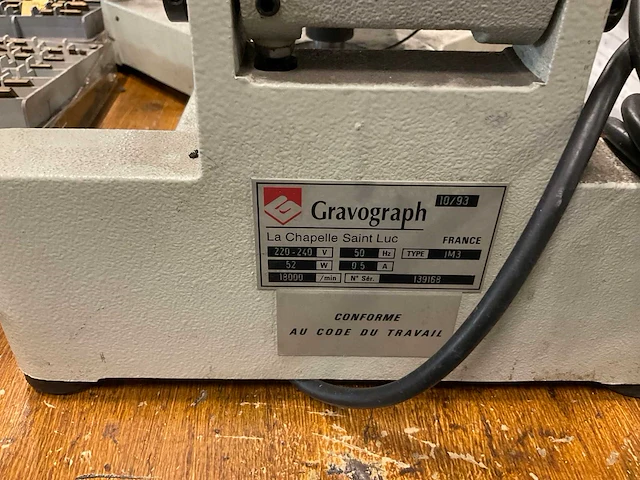 Gravograph 10/93
La Chapelle Saint Luc FRANCE
220-240 V 50 Hz TYPE IM3
52 W 0.5 A
18000 /min N° Sér. 139168
CONFORME
AU CODE DU TRAVAIL